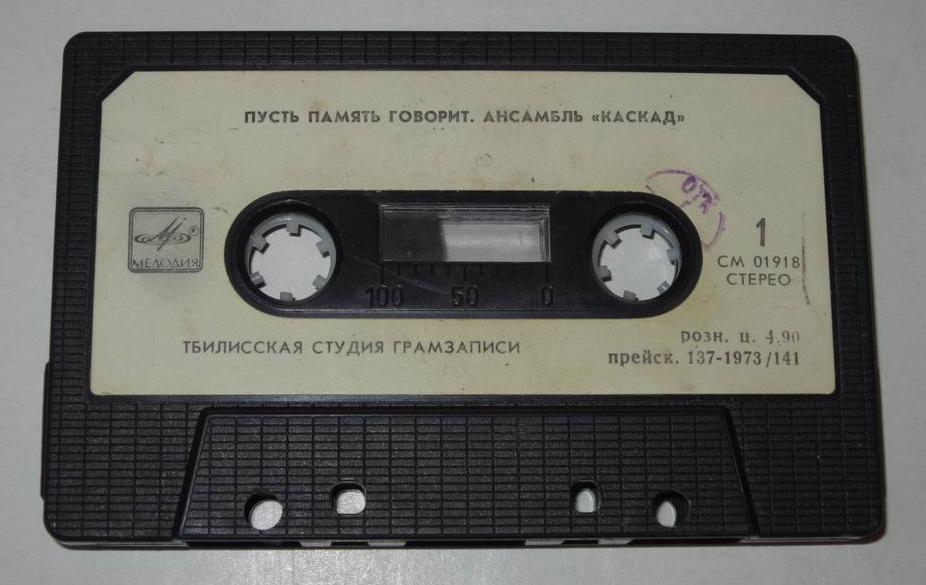 ПУСТЬ ПАМЯТЬ ГОВОРИТ. АНСАМБЛЬ «КАСКАД»
ОТК
®
МЕЛОДИЯ
1
СМ 01918
СТЕРЕО
100 50 0
ТБИЛИССКАЯ СТУДИЯ ГРАМЗАПИСИ
розн. ц. 4.90
прейск. 137-1973/141